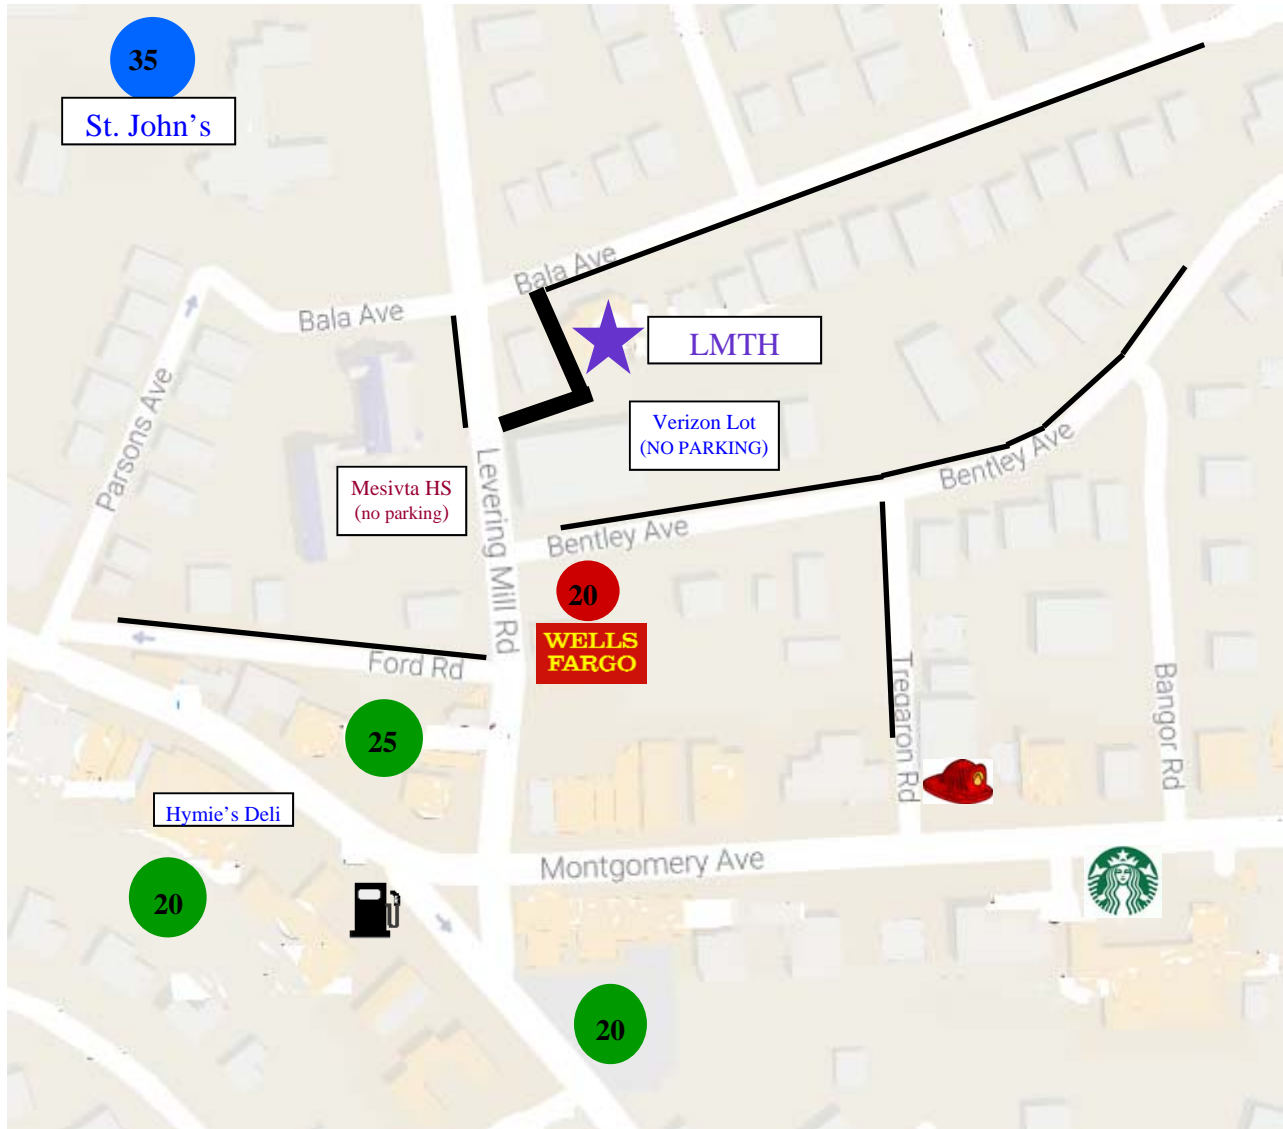 35
St. John's
Bala Ave
Bala Ave
LMTH
Parsons Ave
Verizon Lot
(NO PARKING)
Mesivta HS
(no parking)
Levering Mill Rd
Bentley Ave
Bentley Ave
20
WELLS
FARGO
Ford Rd
Tregaron Rd
Bangor Rd
25
Hymie's Deli
Montgomery Ave
20
20